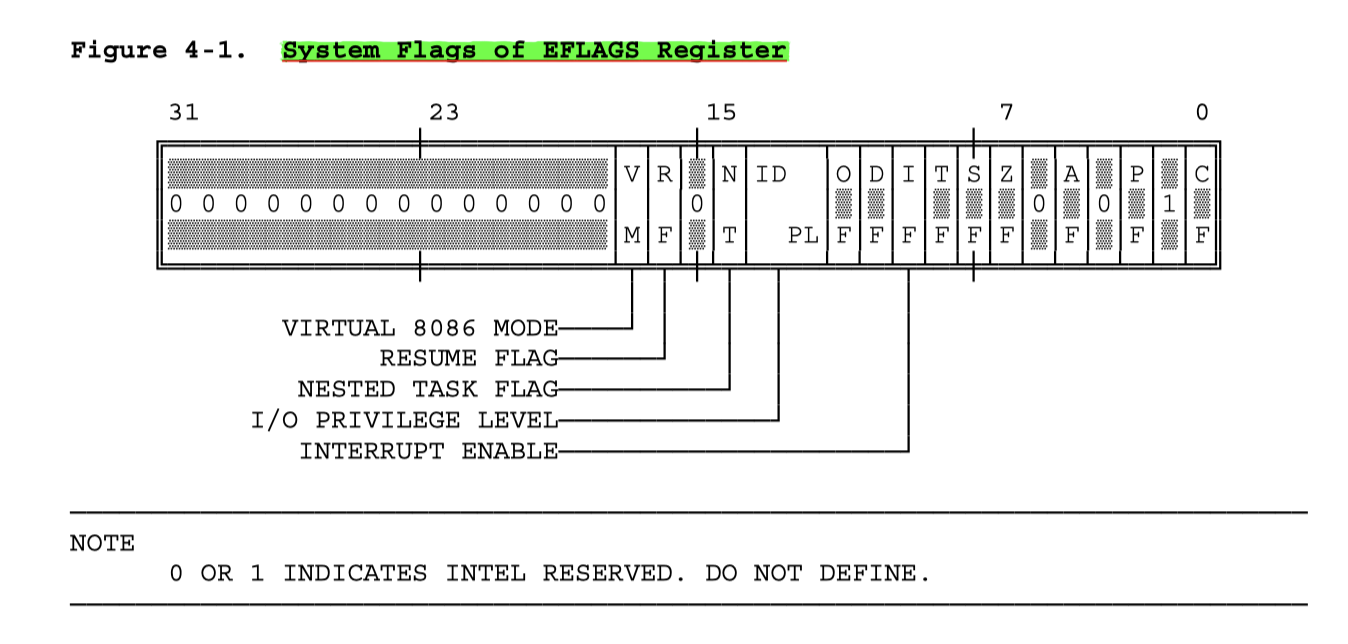 Figure 4-1. System Flags of EFLAGS Register
31 23 15 7 0
V R N ID O D I T S Z A P C
0 0 0 0 0 0 0 0 0 0 0 0 0 0 0 0 0 1
M F T PL F F F F F F F F F
VIRTUAL 8086 MODE
RESUME FLAG
NESTED TASK FLAG
I/O PRIVILEGE LEVEL
INTERRUPT ENABLE
NOTE
0 OR 1 INDICATES INTEL RESERVED. DO NOT DEFINE.